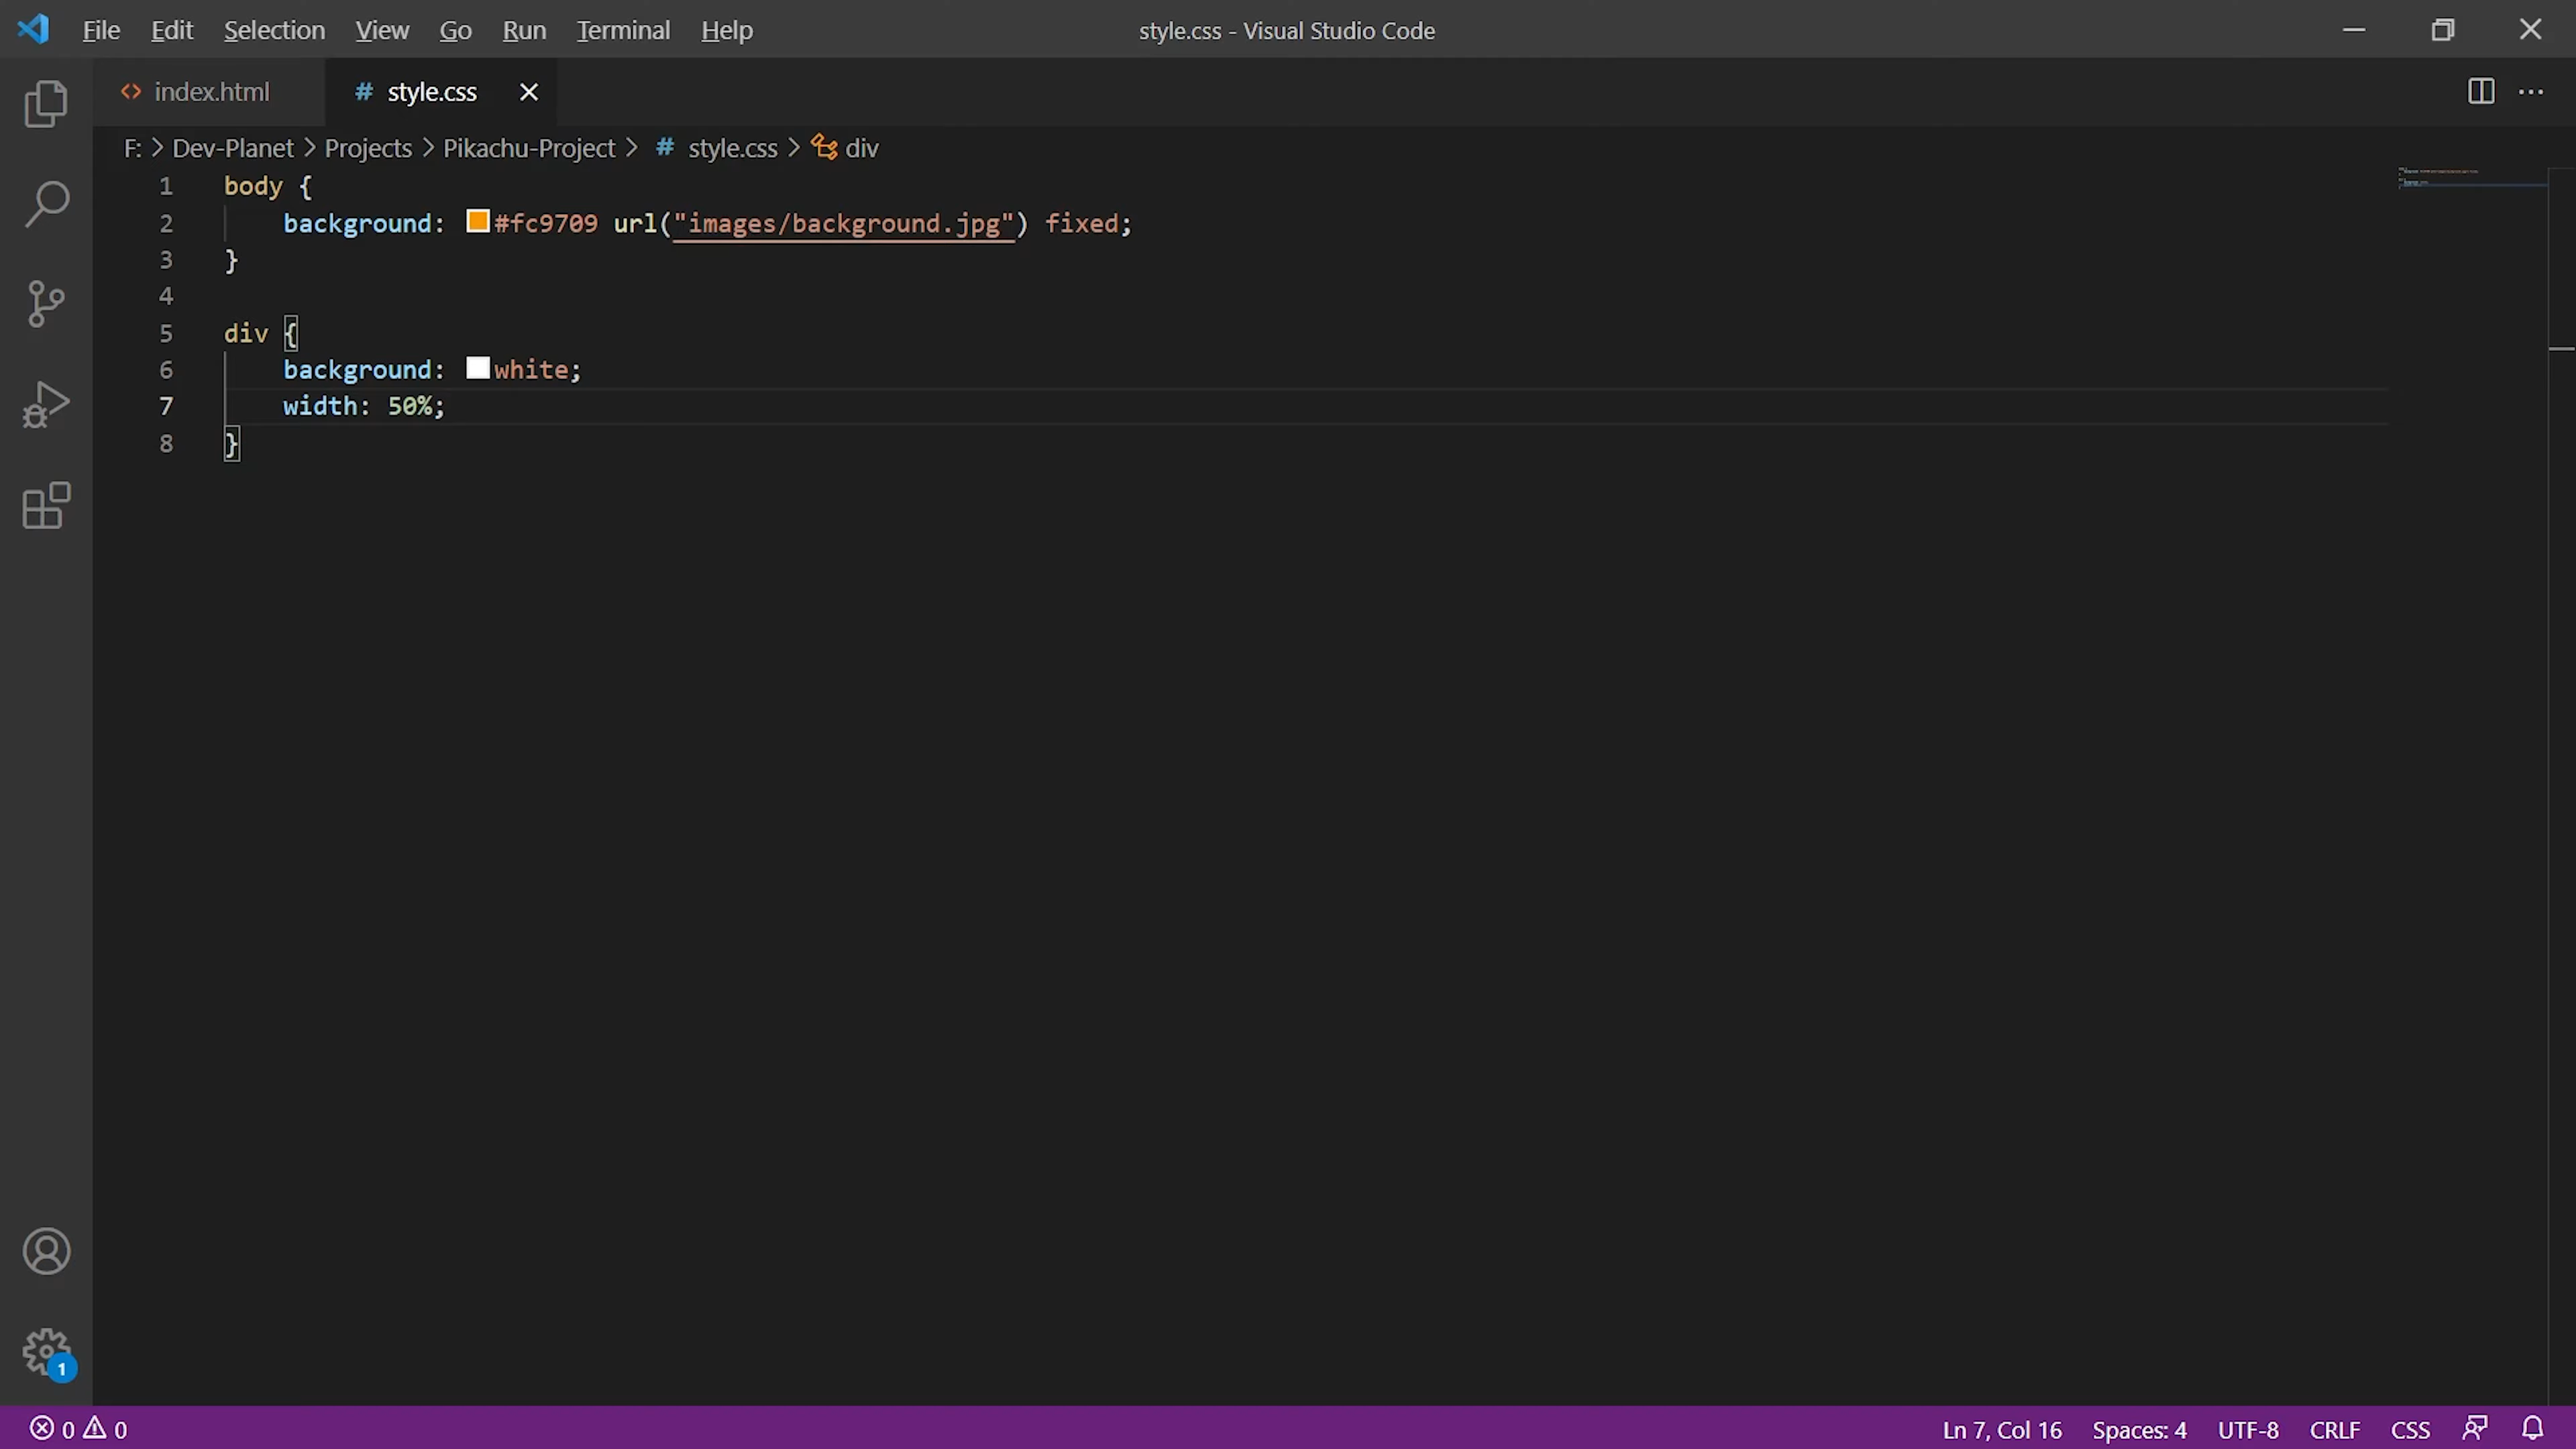 File Edit Selection View Go Run Terminal Help style.css - Visual Studio Code
index.html # style.css
F: > Dev-Planet > Projects > Pikachu-Project > # style.css > div
1 body {
2 background: #fc9709 url("images/background.jpg") fixed;
3 }
4
5 div {
6 background: white;
7 width: 50%;
8 }
1
0 0 Ln 7, Col 16 Spaces: 4 UTF-8 CRLF CSS